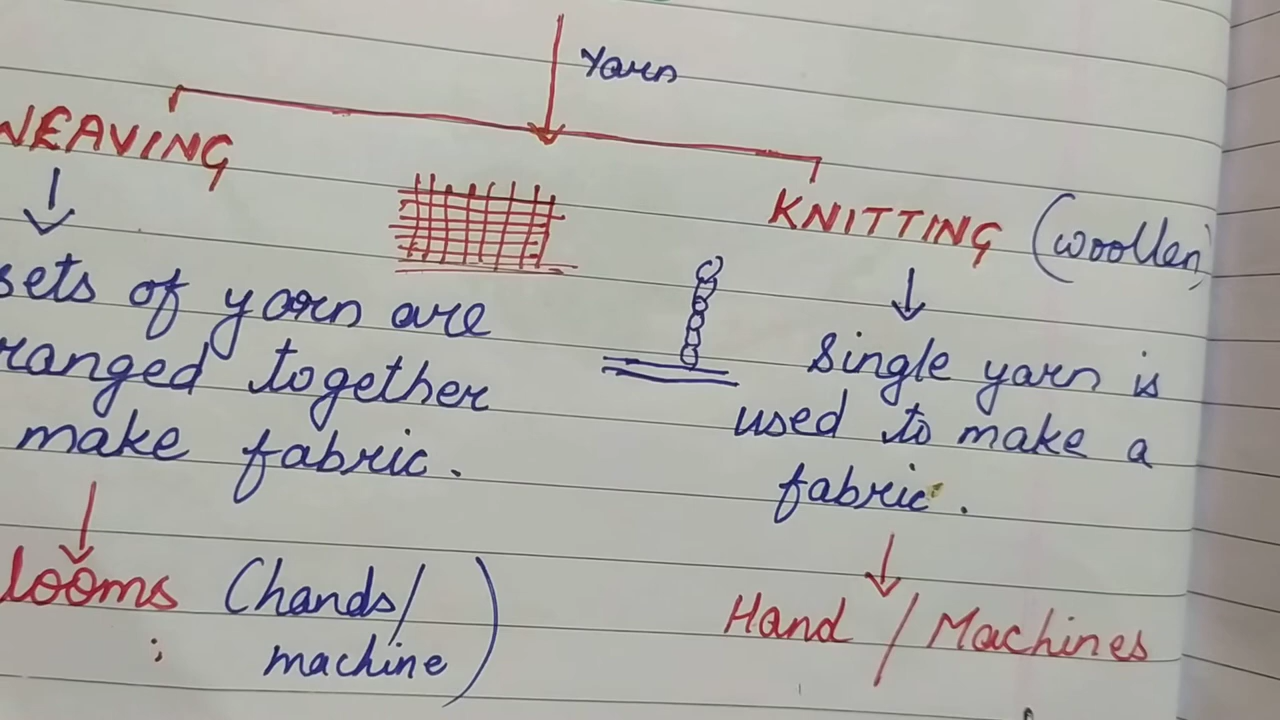 Yarn
WEAVING
KNITTING (woollen)
sets of yarn are
ranged together
make fabric.
looms (hands/
machine)
single yarn is
used to make a
fabric.
Hand / Machines